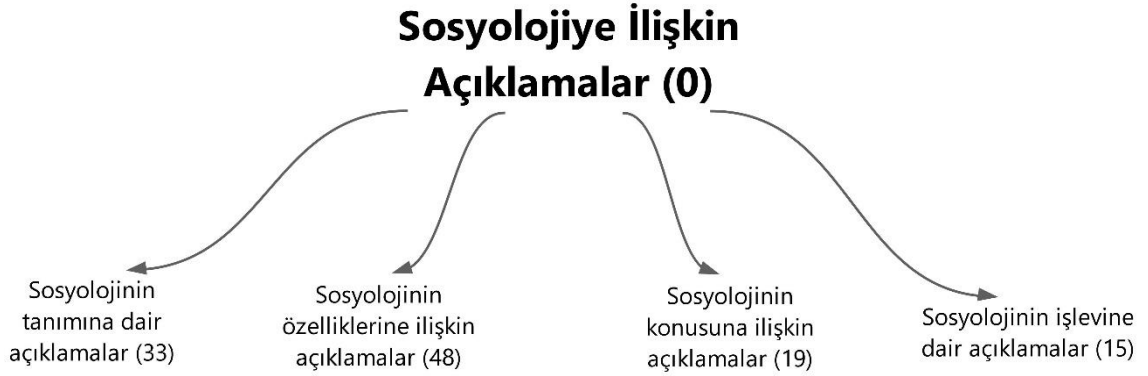 Sosyolojiye İlişkin
Açıklamalar (0)
Sosyolojinin
tanımına dair
açıklamalar (33)
Sosyolojinin
özelliklerine ilişkin
açıklamalar (48)
Sosyolojinin
konusuna ilişkin
açıklamalar (19)
Sosyolojinin işlevine
dair açıklamalar (15)